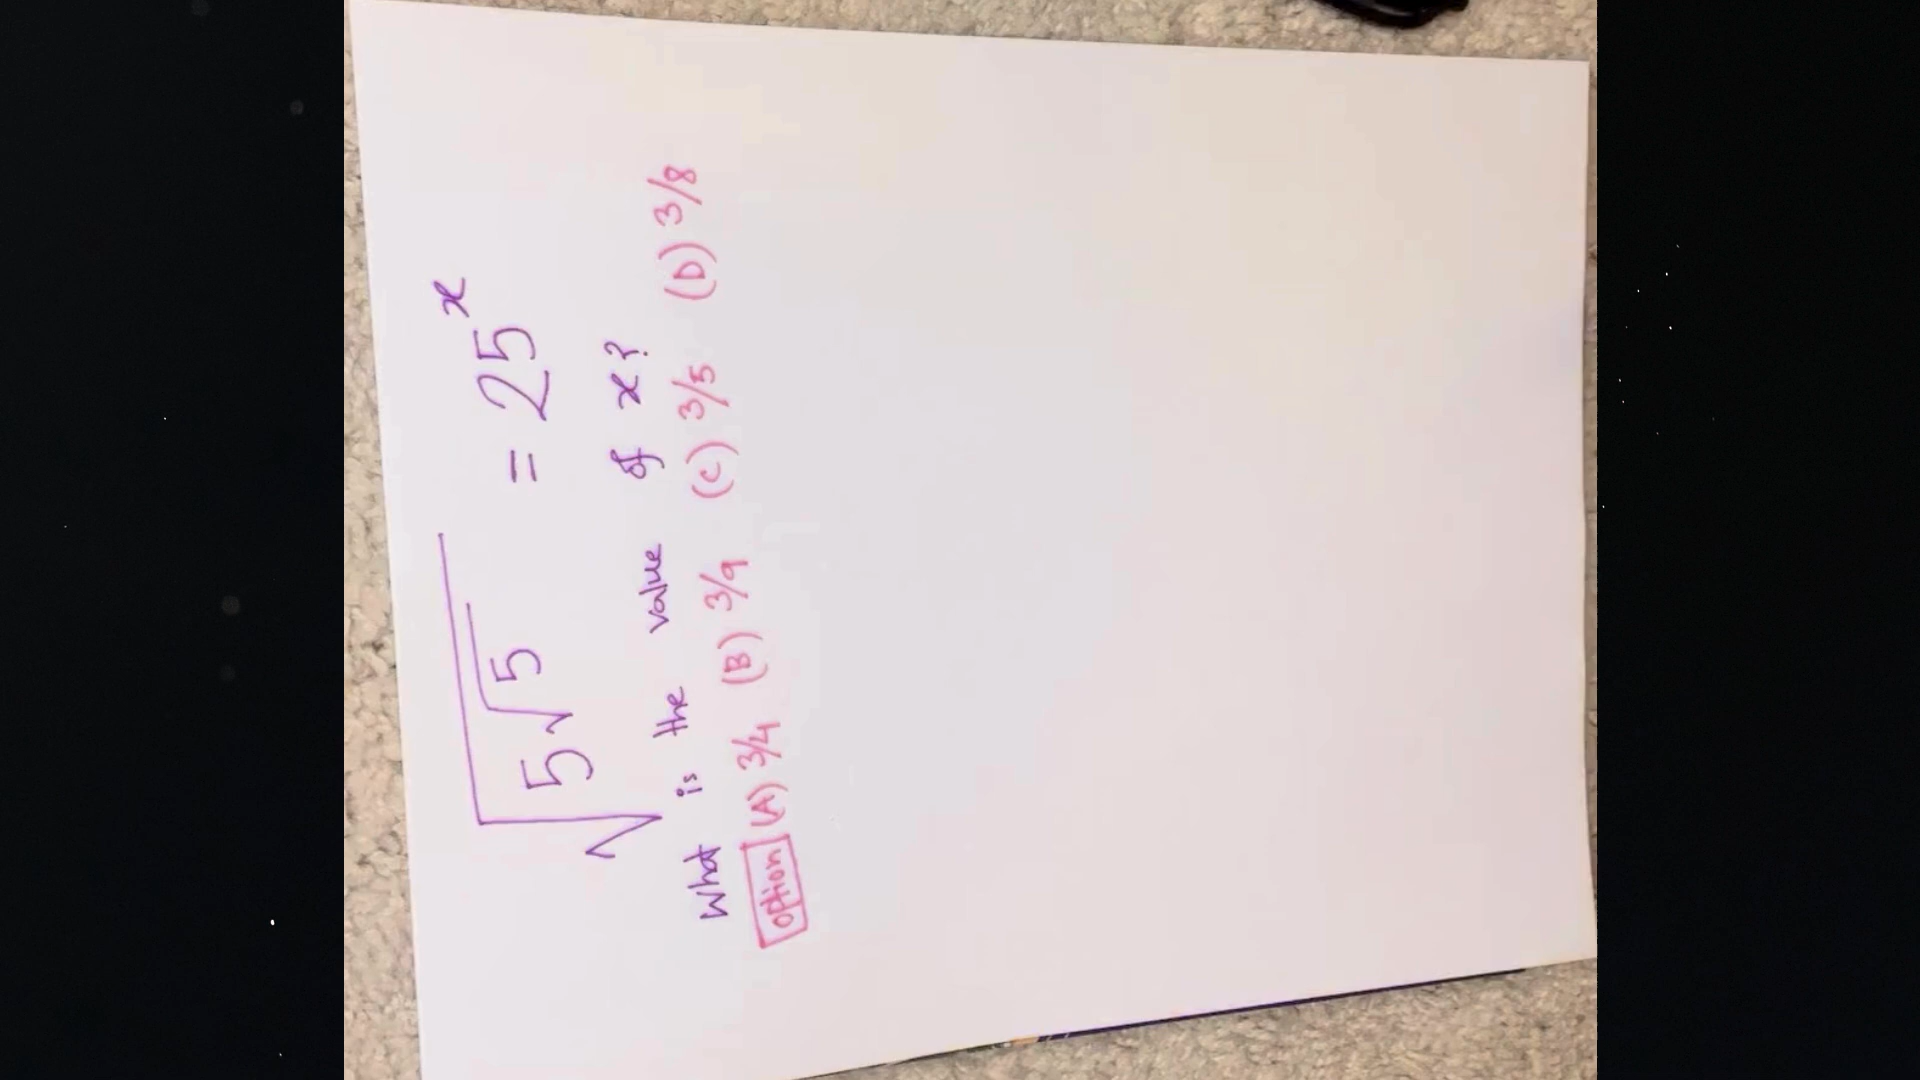 √(5√5) = 25^x
What is the value of x?
option (A) 3/4 (B) 3/9 (C) 3/5 (D) 3/8